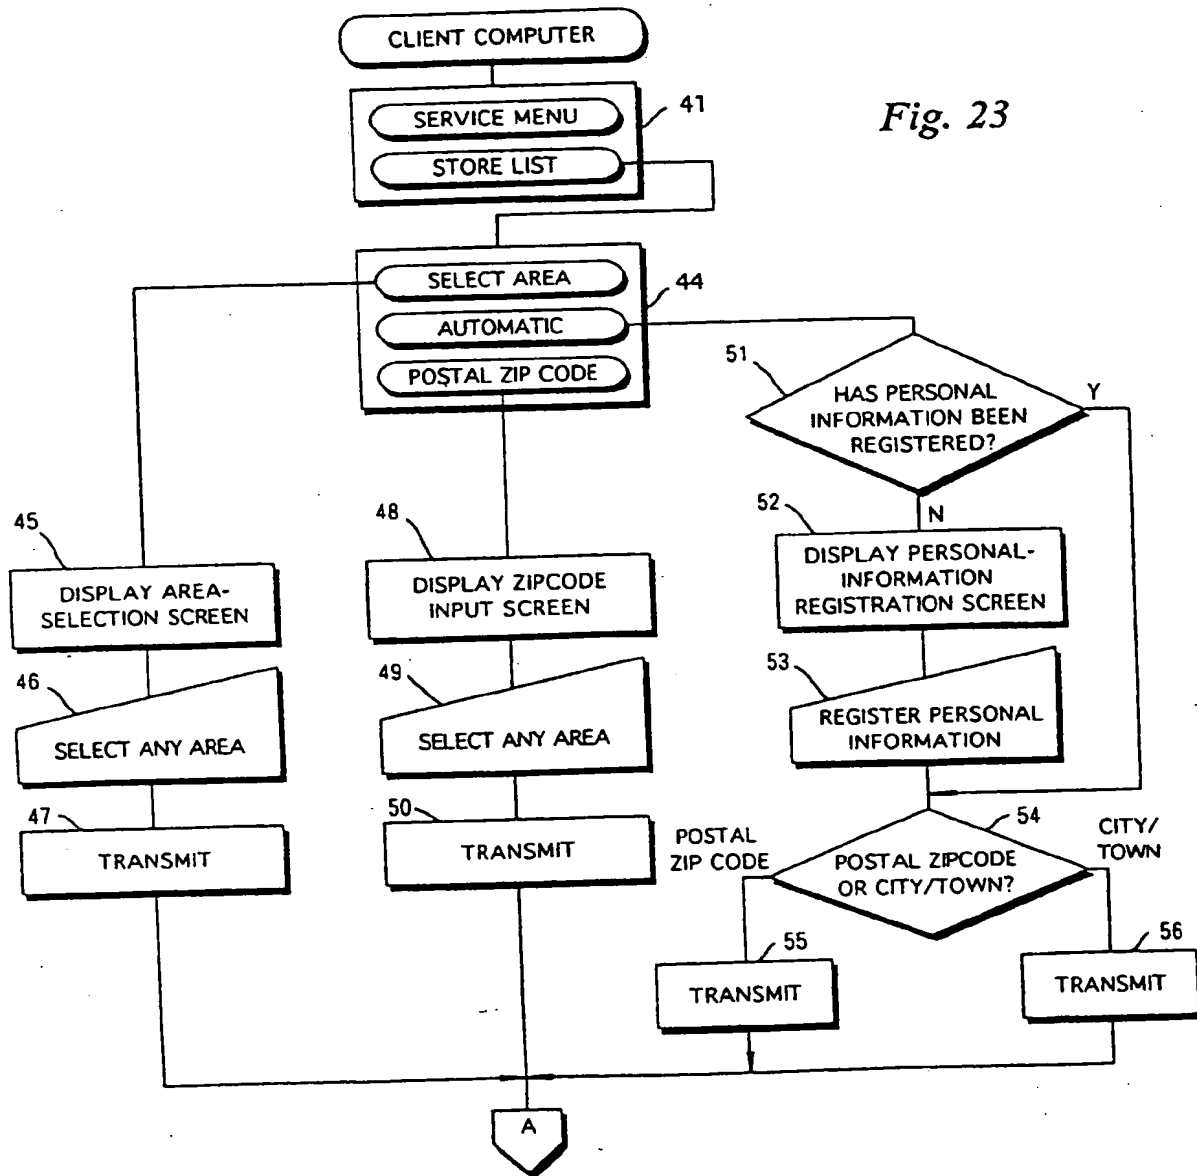 CLIENT COMPUTER
SERVICE MENU
41
Fig. 23
STORE LIST
SELECT AREA
44
AUTOMATIC
POSTAL ZIP CODE
51
HAS PERSONAL
INFORMATION BEEN
REGISTERED?
Y
N
45
DISPLAY AREA-
SELECTION SCREEN
48
DISPLAY ZIPCODE
INPUT SCREEN
52
DISPLAY PERSONAL-
INFORMATION
REGISTRATION SCREEN
46
SELECT ANY AREA
49
SELECT ANY AREA
53
REGISTER PERSONAL
INFORMATION
47
TRANSMIT
50
TRANSMIT
54
POSTAL
ZIP CODE
POSTAL ZIPCODE
OR CITY/TOWN?
CITY/
TOWN
55
TRANSMIT
56
TRANSMIT
A